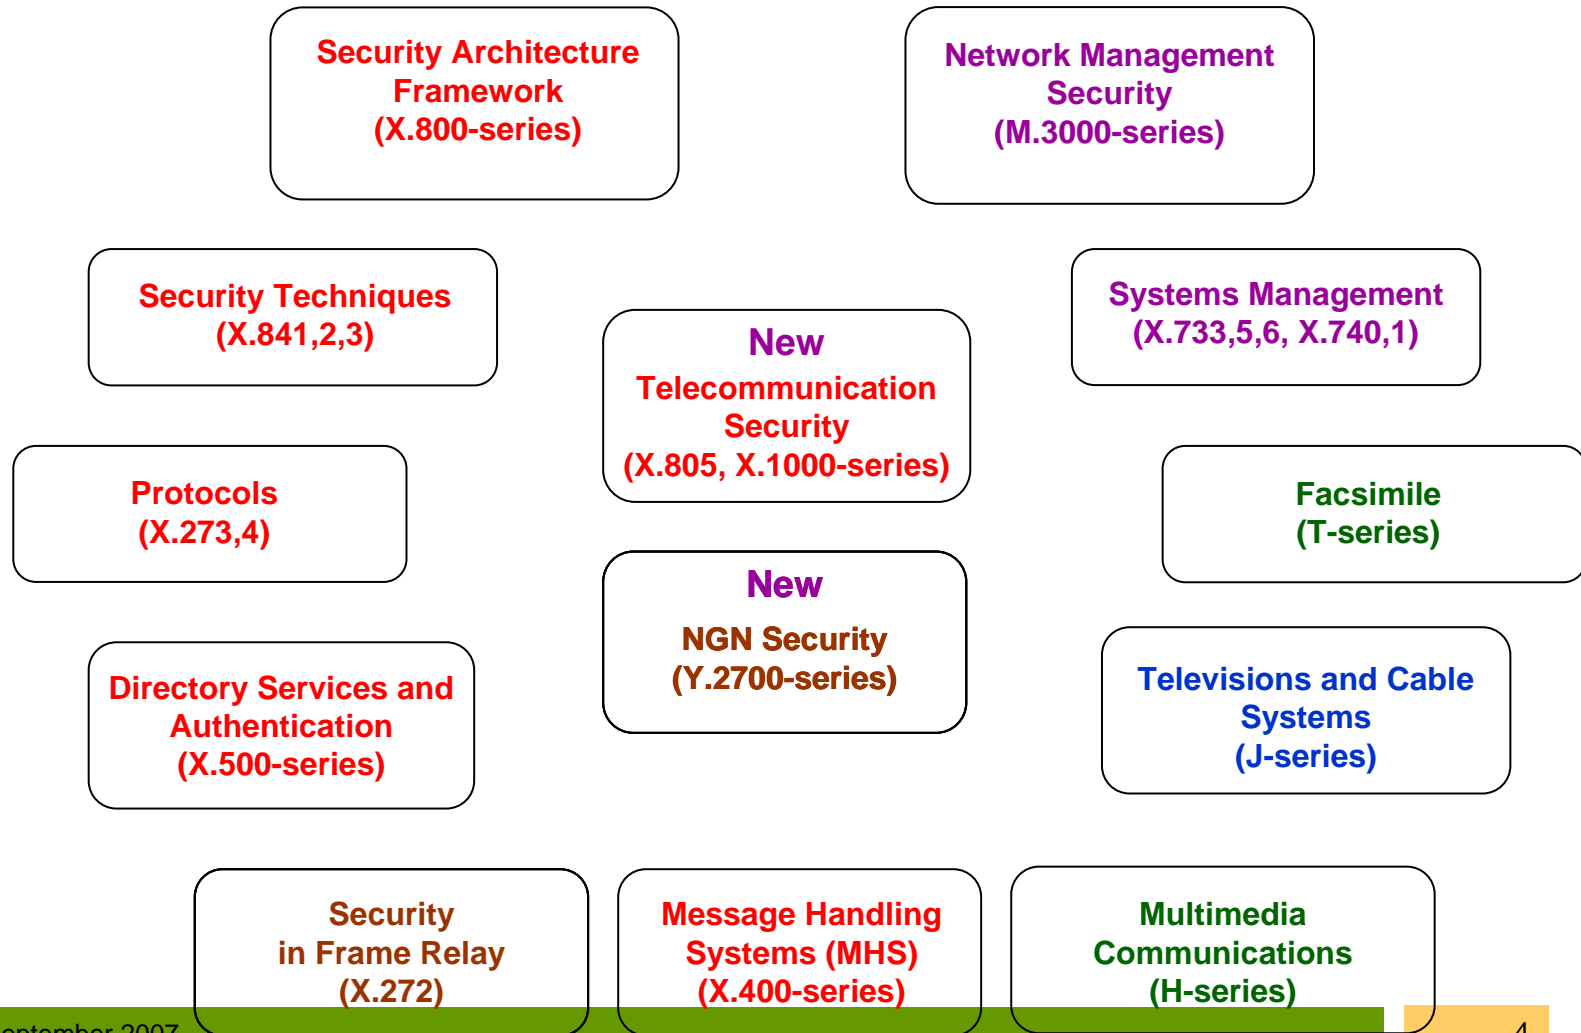 Security Architecture
Framework
(X.800-series)
Network Management
Security
(M.3000-series)
Security Techniques
(X.841,2,3)
New
Telecommunication
Security
(X.805, X.1000-series)
Systems Management
(X.733,5,6, X.740,1)
Protocols
(X.273,4)
Facsimile
(T-series)
New
NGN Security
(Y.2700-series)
Directory Services and
Authentication
(X.500-series)
Televisions and Cable
Systems
(J-series)
Security
in Frame Relay
(X.272)
Message Handling
Systems (MHS)
(X.400-series)
Multimedia
Communications
(H-series)
eptember 2007
4